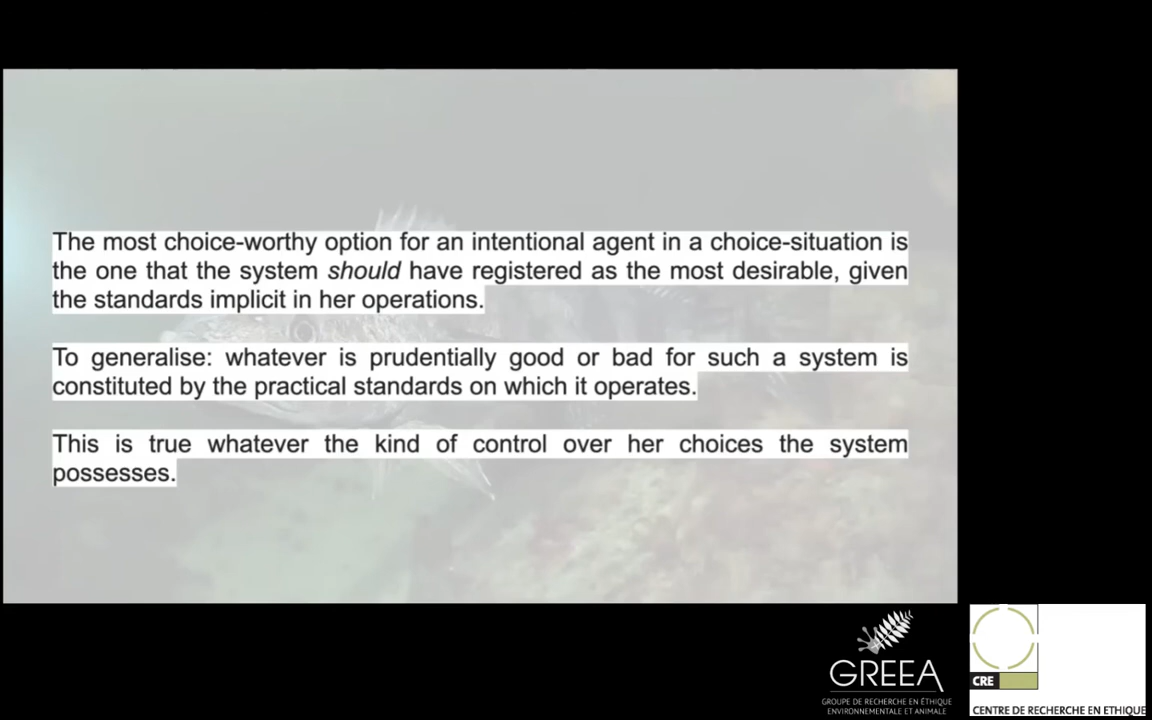 The most choice-worthy option for an intentional agent in a choice-situation is
the one that the system should have registered as the most desirable, given
the standards implicit in her operations.
To generalise: whatever is prudentially good or bad for such a system is
constituted by the practical standards on which it operates.
This is true whatever the kind of control over her choices the system
possesses.
GREEA
GROUPE DE RECHERCHE EN ÉTHIQUE
ENVIRONNEMENTALE ET ANIMALE
CRE
CENTRE DE RECHERCHE EN ETHIQUE